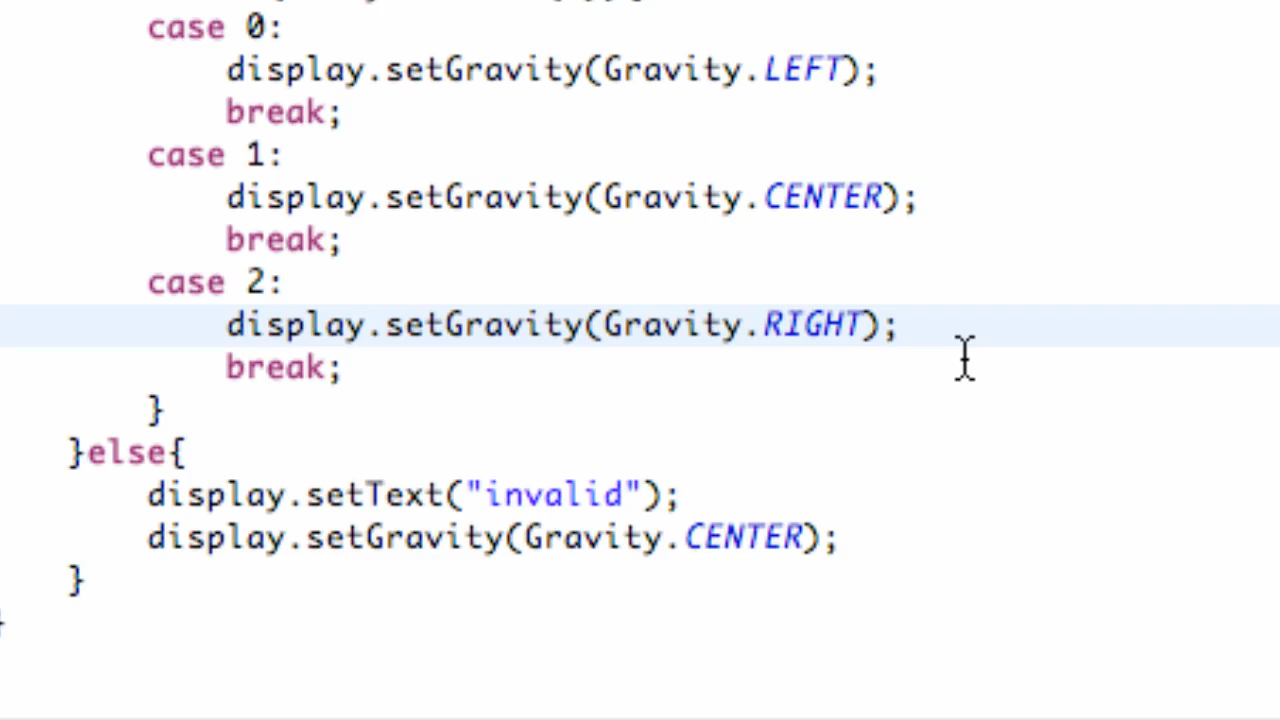 case 0:
display.setGravity(Gravity.LEFT);
break;
case 1:
display.setGravity(Gravity.CENTER);
break;
case 2:
display.setGravity(Gravity.RIGHT);
break;
}
}else{
display.setText("invalid");
display.setGravity(Gravity.CENTER);
}
}